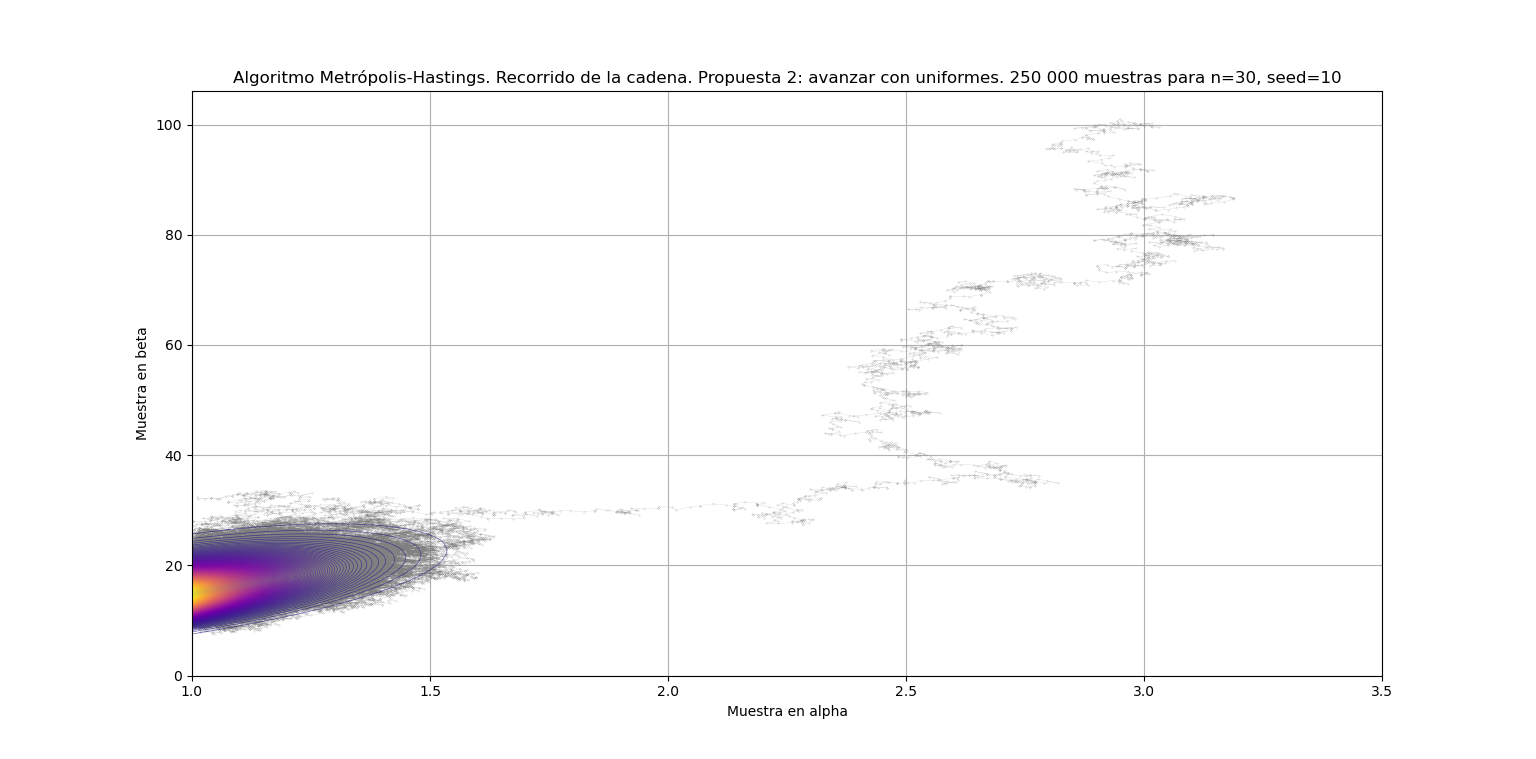 Algoritmo Metrópolis-Hastings. Recorrido de la cadena. Propuesta 2: avanzar con uniformes. 250 000 muestras para n=30, seed=10
Muestra en beta
100
80
60
40
20
0
1.0 1.5 2.0 2.5 3.0 3.5
Muestra en alpha